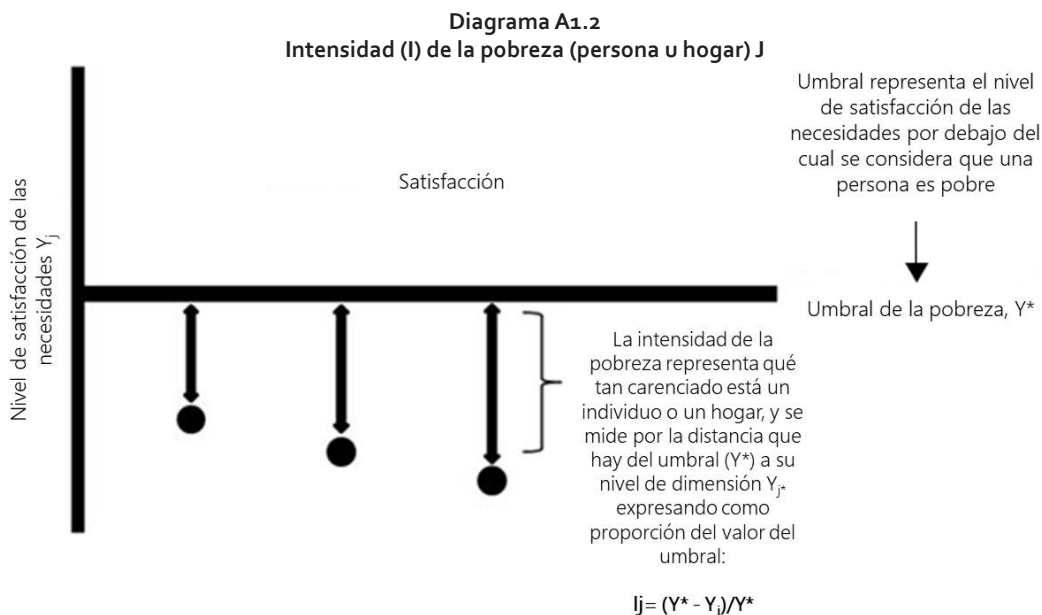 Diagrama A1.2
Intensidad (I) de la pobreza (persona u hogar) J
Umbral representa el nivel
de satisfacción de las
necesidades por debajo del
cual se considera que una
persona es pobre
Satisfacción
Nivel de satisfacción de las
necesidades Yj
Umbral de la pobreza, Y*
La intensidad de la
pobreza representa qué
tan carenciado está un
individuo o un hogar, y se
mide por la distancia que
hay del umbral (Y*) a su
nivel de dimensión Yj*
expresando como
proporción del valor del
umbral:
Ij= (Y* - Yj)/Y*